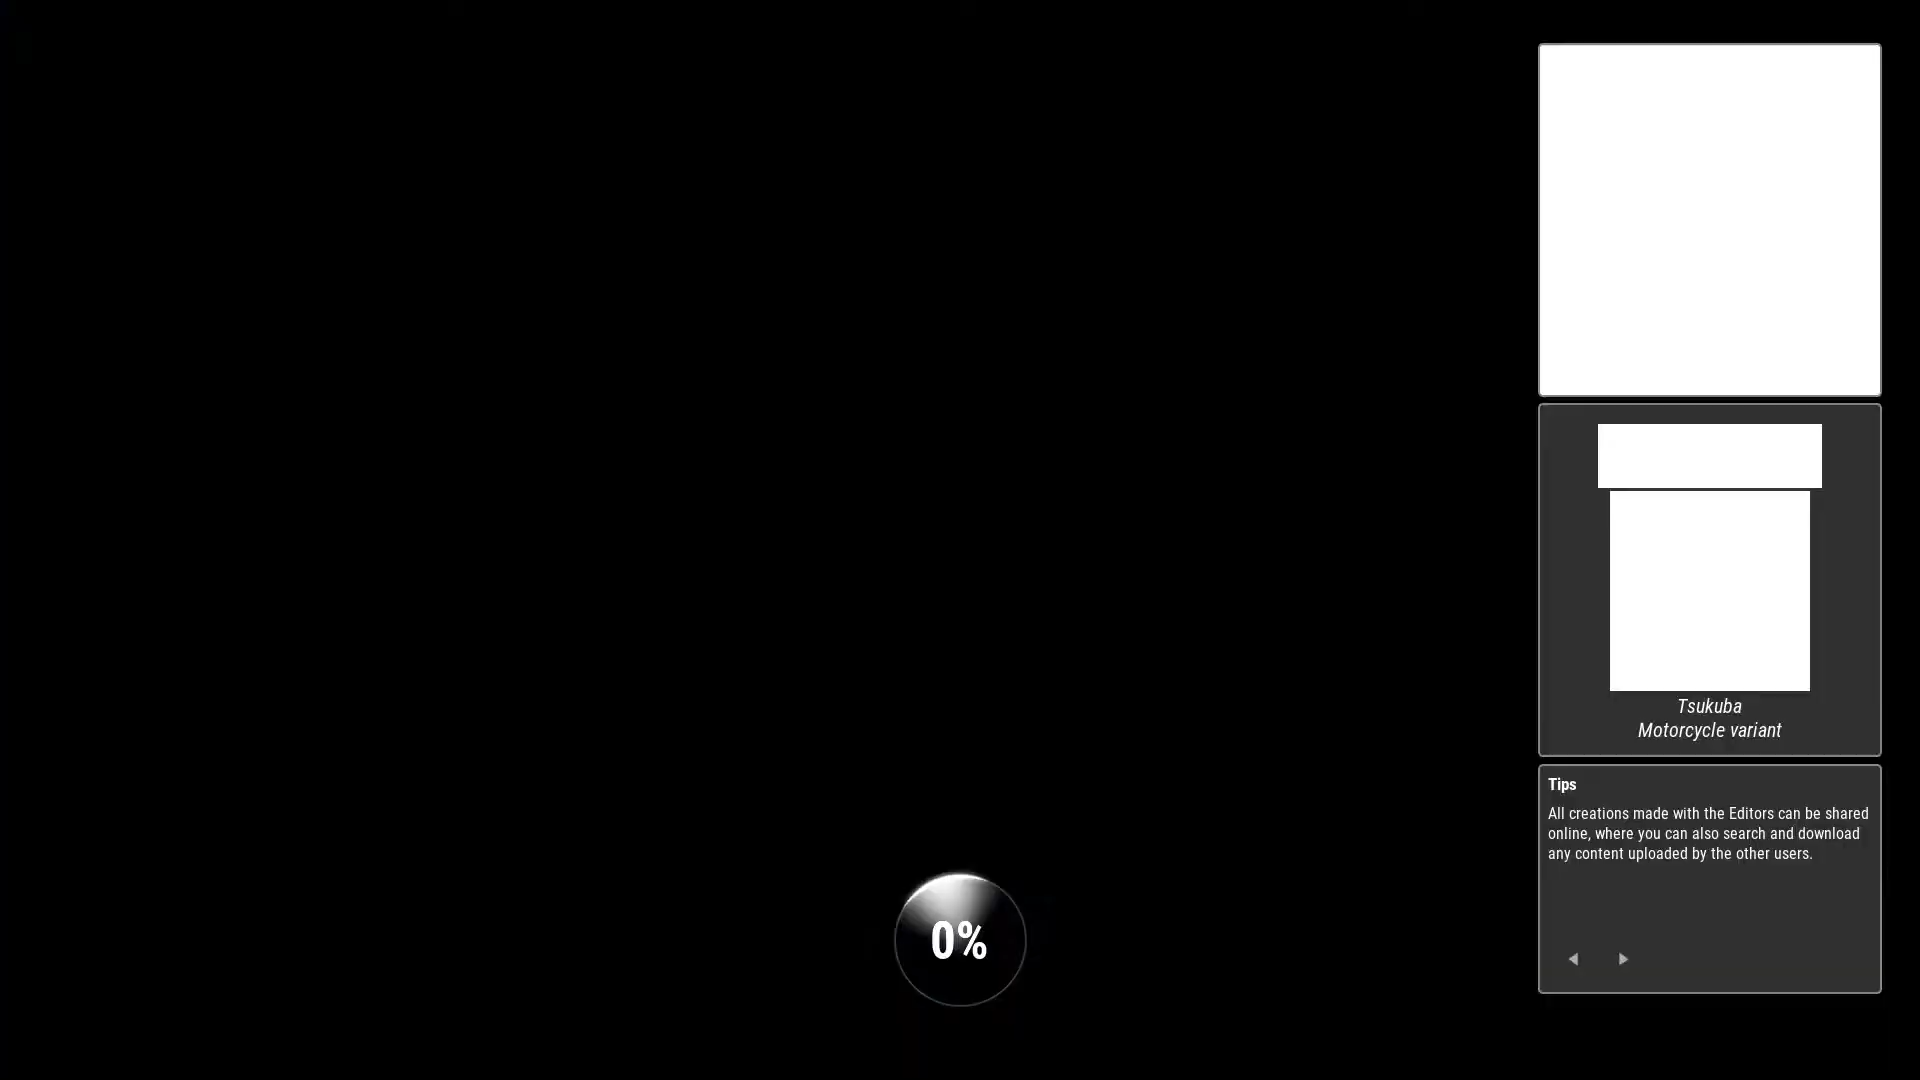 Tsukuba
Motorcycle variant
Tips
All creations made with the Editors can be shared
online, where you can also search and download
any content uploaded by the other users.
0%